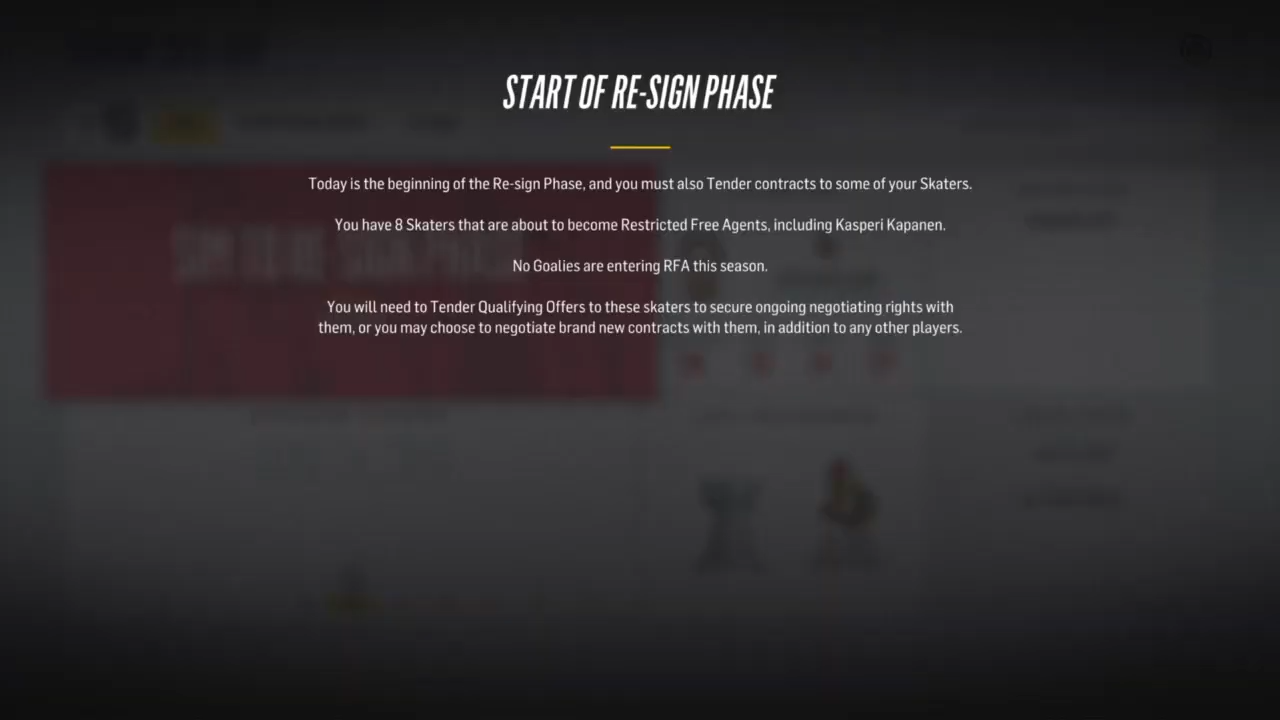 START OF RE-SIGN PHASE
Today is the beginning of the Re-sign Phase, and you must also Tender contracts to some of your Skaters.
You have 8 Skaters that are about to become Restricted Free Agents, including Kasperi Kapanen.
No Goalies are entering RFA this season.
You will need to Tender Qualifying Offers to these skaters to secure ongoing negotiating rights with
them, or you may choose to negotiate brand new contracts with them, in addition to any other players.